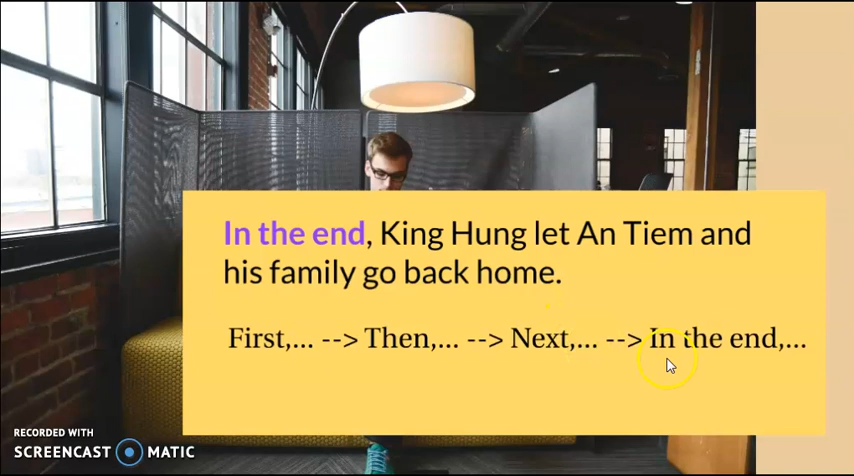 In the end, King Hung let An Tiem and
his family go back home.
First,... --> Then,... --> Next,... --> In the end,...
RECORDED WITH
SCREENCAST MATIC